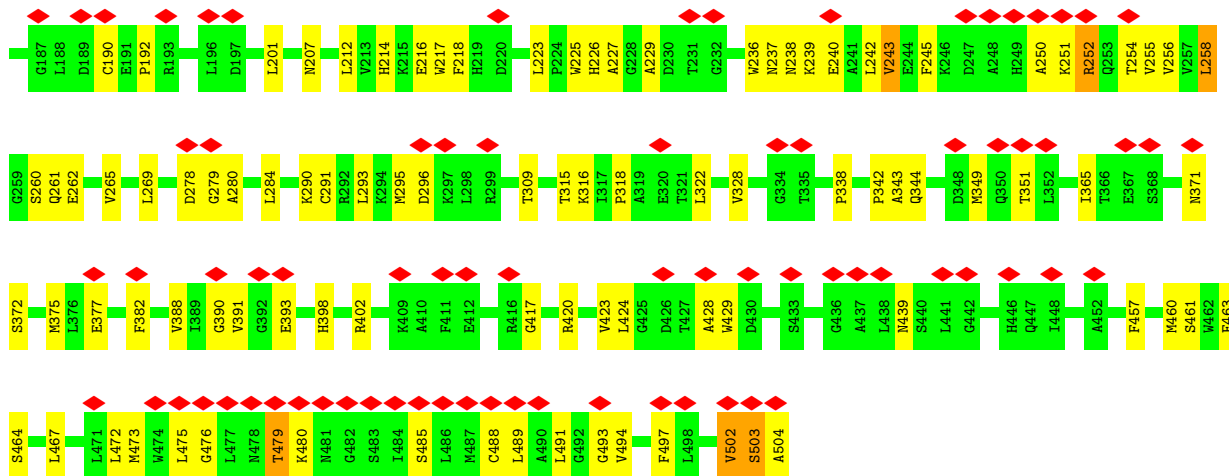 G187 L188 D189 C190 E191 P192 R193 L196 D197 L201 N207 L212 V213 H214 K215 E216 W217 F218 H219 D220 L223 P224 W225 H226 A227 G228 A229 D230 T231 G232 W236 N237 N238 K239 E240 A241 L242 V243 E244 F245 K246 D247 A248 H249 A250 K251 R252 Q253 T254 V255 V256 V257 L258
G259 S260 Q261 E262 V265 L269 D278 G279 A280 L284 K290 C291 R292 L293 K294 M295 D296 K297 L298 R299 T309 T315 K316 I317 P318 A319 E320 T321 L322 V328 G334 T335 P338 P342 A343 Q344 D348 M349 Q350 T351 L352 I365 T366 E367 S368 N371
S372 M375 L376 E377 F382 V388 I389 G390 V391 G392 E393 H398 R402 K409 A410 F411 E412 R416 G417 R420 V423 L424 G425 D426 T427 A428 W429 D430 S433 G436 A437 L438 N439 S440 L441 G442 H446 Q447 I448 A452 F457 M460 S461 W462 E463
S464 L467 L471 L472 M473 W474 L475 G476 L477 N478 T479 K480 N481 G482 S483 I484 S485 L486 M487 C488 L489 A490 L491 G492 G493 V494 F497 L498 V502 S503 A504